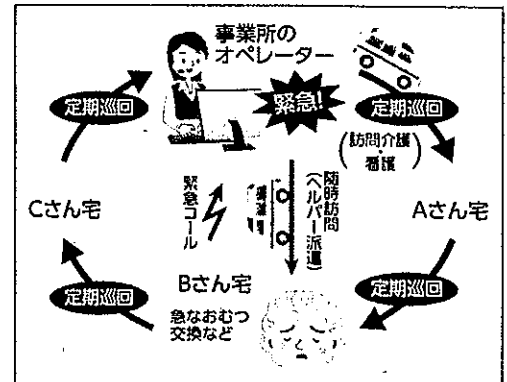 事業所の
オペレーター
緊急!
定期巡回
定期巡回
(訪問介護・
看護)
緊急コール
随時訪問
(ヘルパー派遣)
Cさん宅
Aさん宅
Bさん宅
定期巡回
急なおむつ
交換など
定期巡回